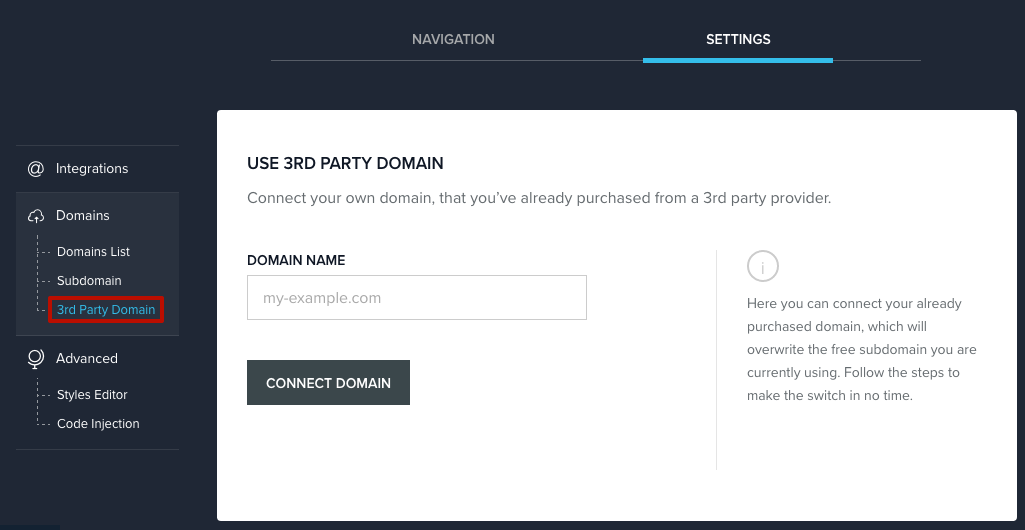 NAVIGATION
SETTINGS
Integrations
Domains
Domains List
Subdomain
3rd Party Domain
Advanced
Styles Editor
Code Injection
USE 3RD PARTY DOMAIN
Connect your own domain, that you've already purchased from a 3rd party provider.
DOMAIN NAME
my-example.com
CONNECT DOMAIN
Here you can connect your already
purchased domain, which will
overwrite the free subdomain you are
currently using. Follow the steps to
make the switch in no time.